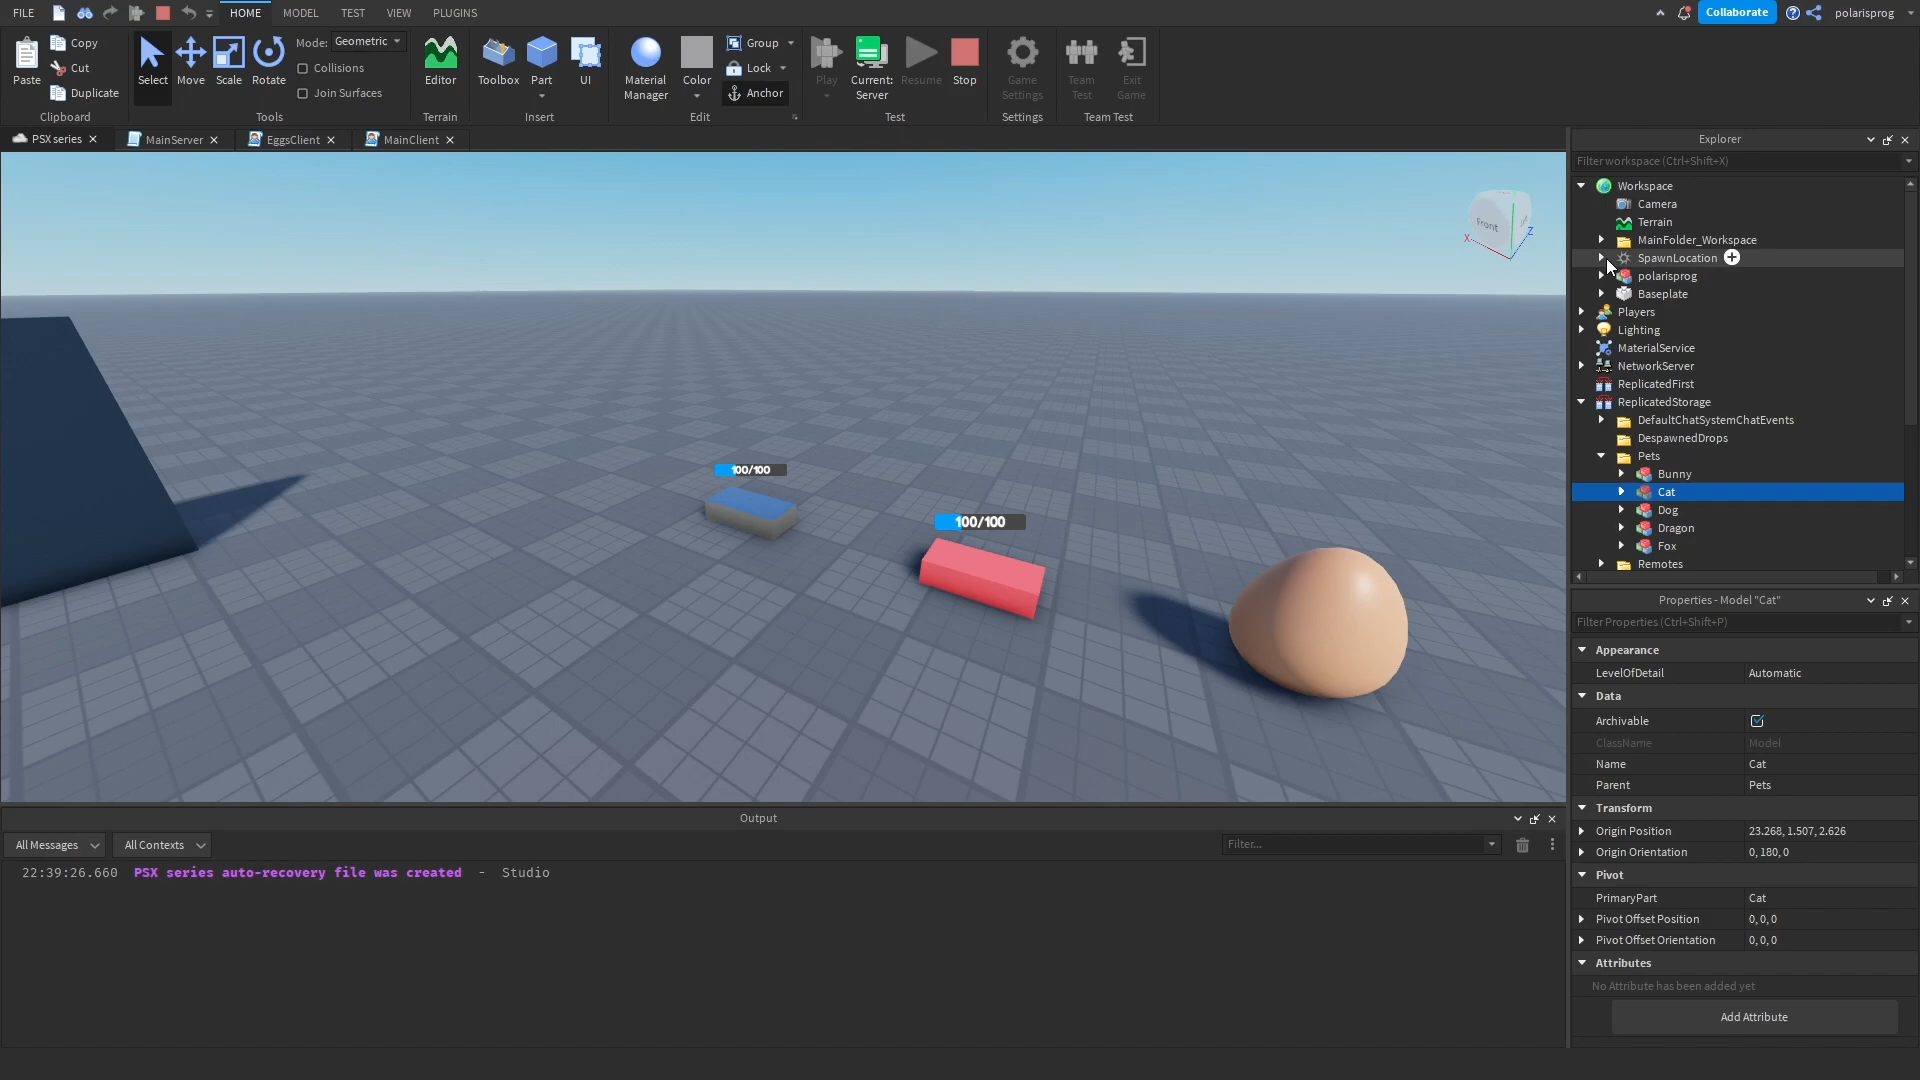 FILE HOME MODEL TEST VIEW PLUGINS Collaborate polarisprog
Paste Copy Cut Duplicate Clipboard
Select Move Scale Rotate Mode: Geometric Collisions Join Surfaces Tools
Editor Terrain
Toolbox Part UI Insert
Material Manager Color Group Lock Anchor Edit
Play Current: Server Resume Stop Test
Game Settings Settings
Team Test Exit Game Team Test
PSX series MainServer EggsClient MainClient
Front
X
Z
100/100
100/100
Explorer
Filter workspace (Ctrl+Shift+X)
Workspace
Camera
Terrain
MainFolder_Workspace
SpawnLocation
polarisprog
Baseplate
Players
Lighting
MaterialService
NetworkServer
ReplicatedFirst
ReplicatedStorage
DefaultChatSystemChatEvents
DespawnedDrops
Pets
Bunny
Cat
Dog
Dragon
Fox
Remotes
Properties - Model "Cat"
Filter Properties (Ctrl+Shift+P)
Appearance
LevelOfDetail Automatic
Data
Archivable
ClassName Model
Name Cat
Parent Pets
Transform
Origin Position 23.268, 1.507, 2.626
Origin Orientation 0, 180, 0
Pivot
PrimaryPart Cat
Pivot Offset Position 0, 0, 0
Pivot Offset Orientation 0, 0, 0
Attributes
No Attribute has been added yet
Add Attribute
Output
All Messages All Contexts Filter...
22:39:26.660 PSX series auto-recovery file was created - Studio